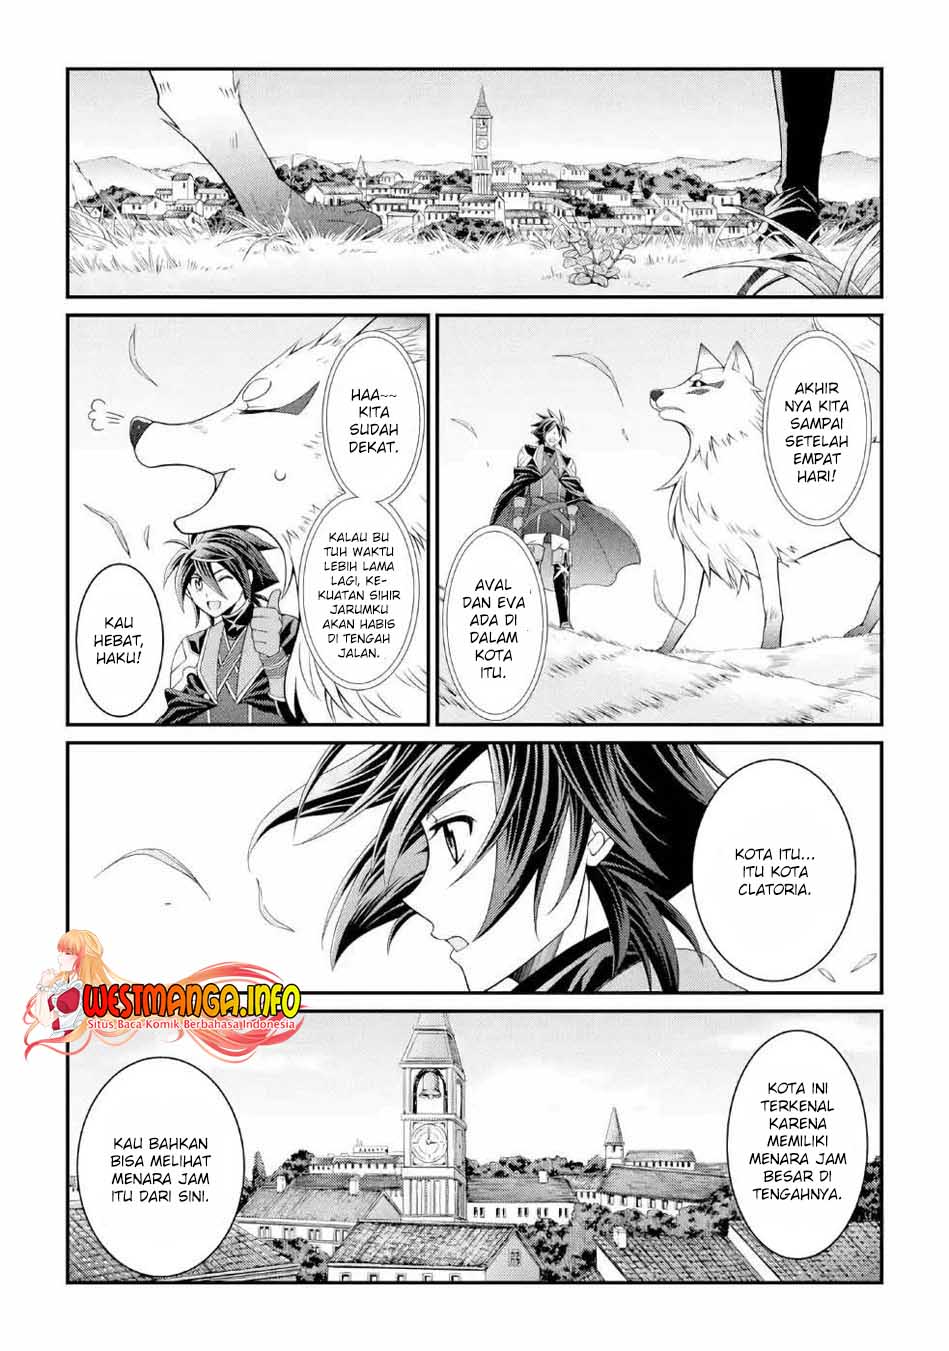 AKHIR
NYA KITA
SAMPAI
SETELAH
EMPAT
HARI!
AVAL
DAN EVA
ADA DI
DALAM
KOTA
ITU.
HAA~~
KITA
SUDAH
DEKAT.
KALAU BU
TUH WAKTU
LEBIH LAMA
LAGI, KE-
KUATAN SIHIR
JARUMKU
AKAN HABIS
DI TENGAH
JALAN.
KAU
HEBAT,
HAKU!
KOTA ITU...
ITU KOTA
CLATORIA.
WESTMANGA.INFO
Situs Baca Komik Berbahasa Indonesia
KOTA INI
TERKENAL
KARENA
MEMILIKI
MENARA JAM
BESAR DI
TENGAHNYA.
KAU BAHKAN
BISA MELIHAT
MENARA JAM
ITU DARI SINI.